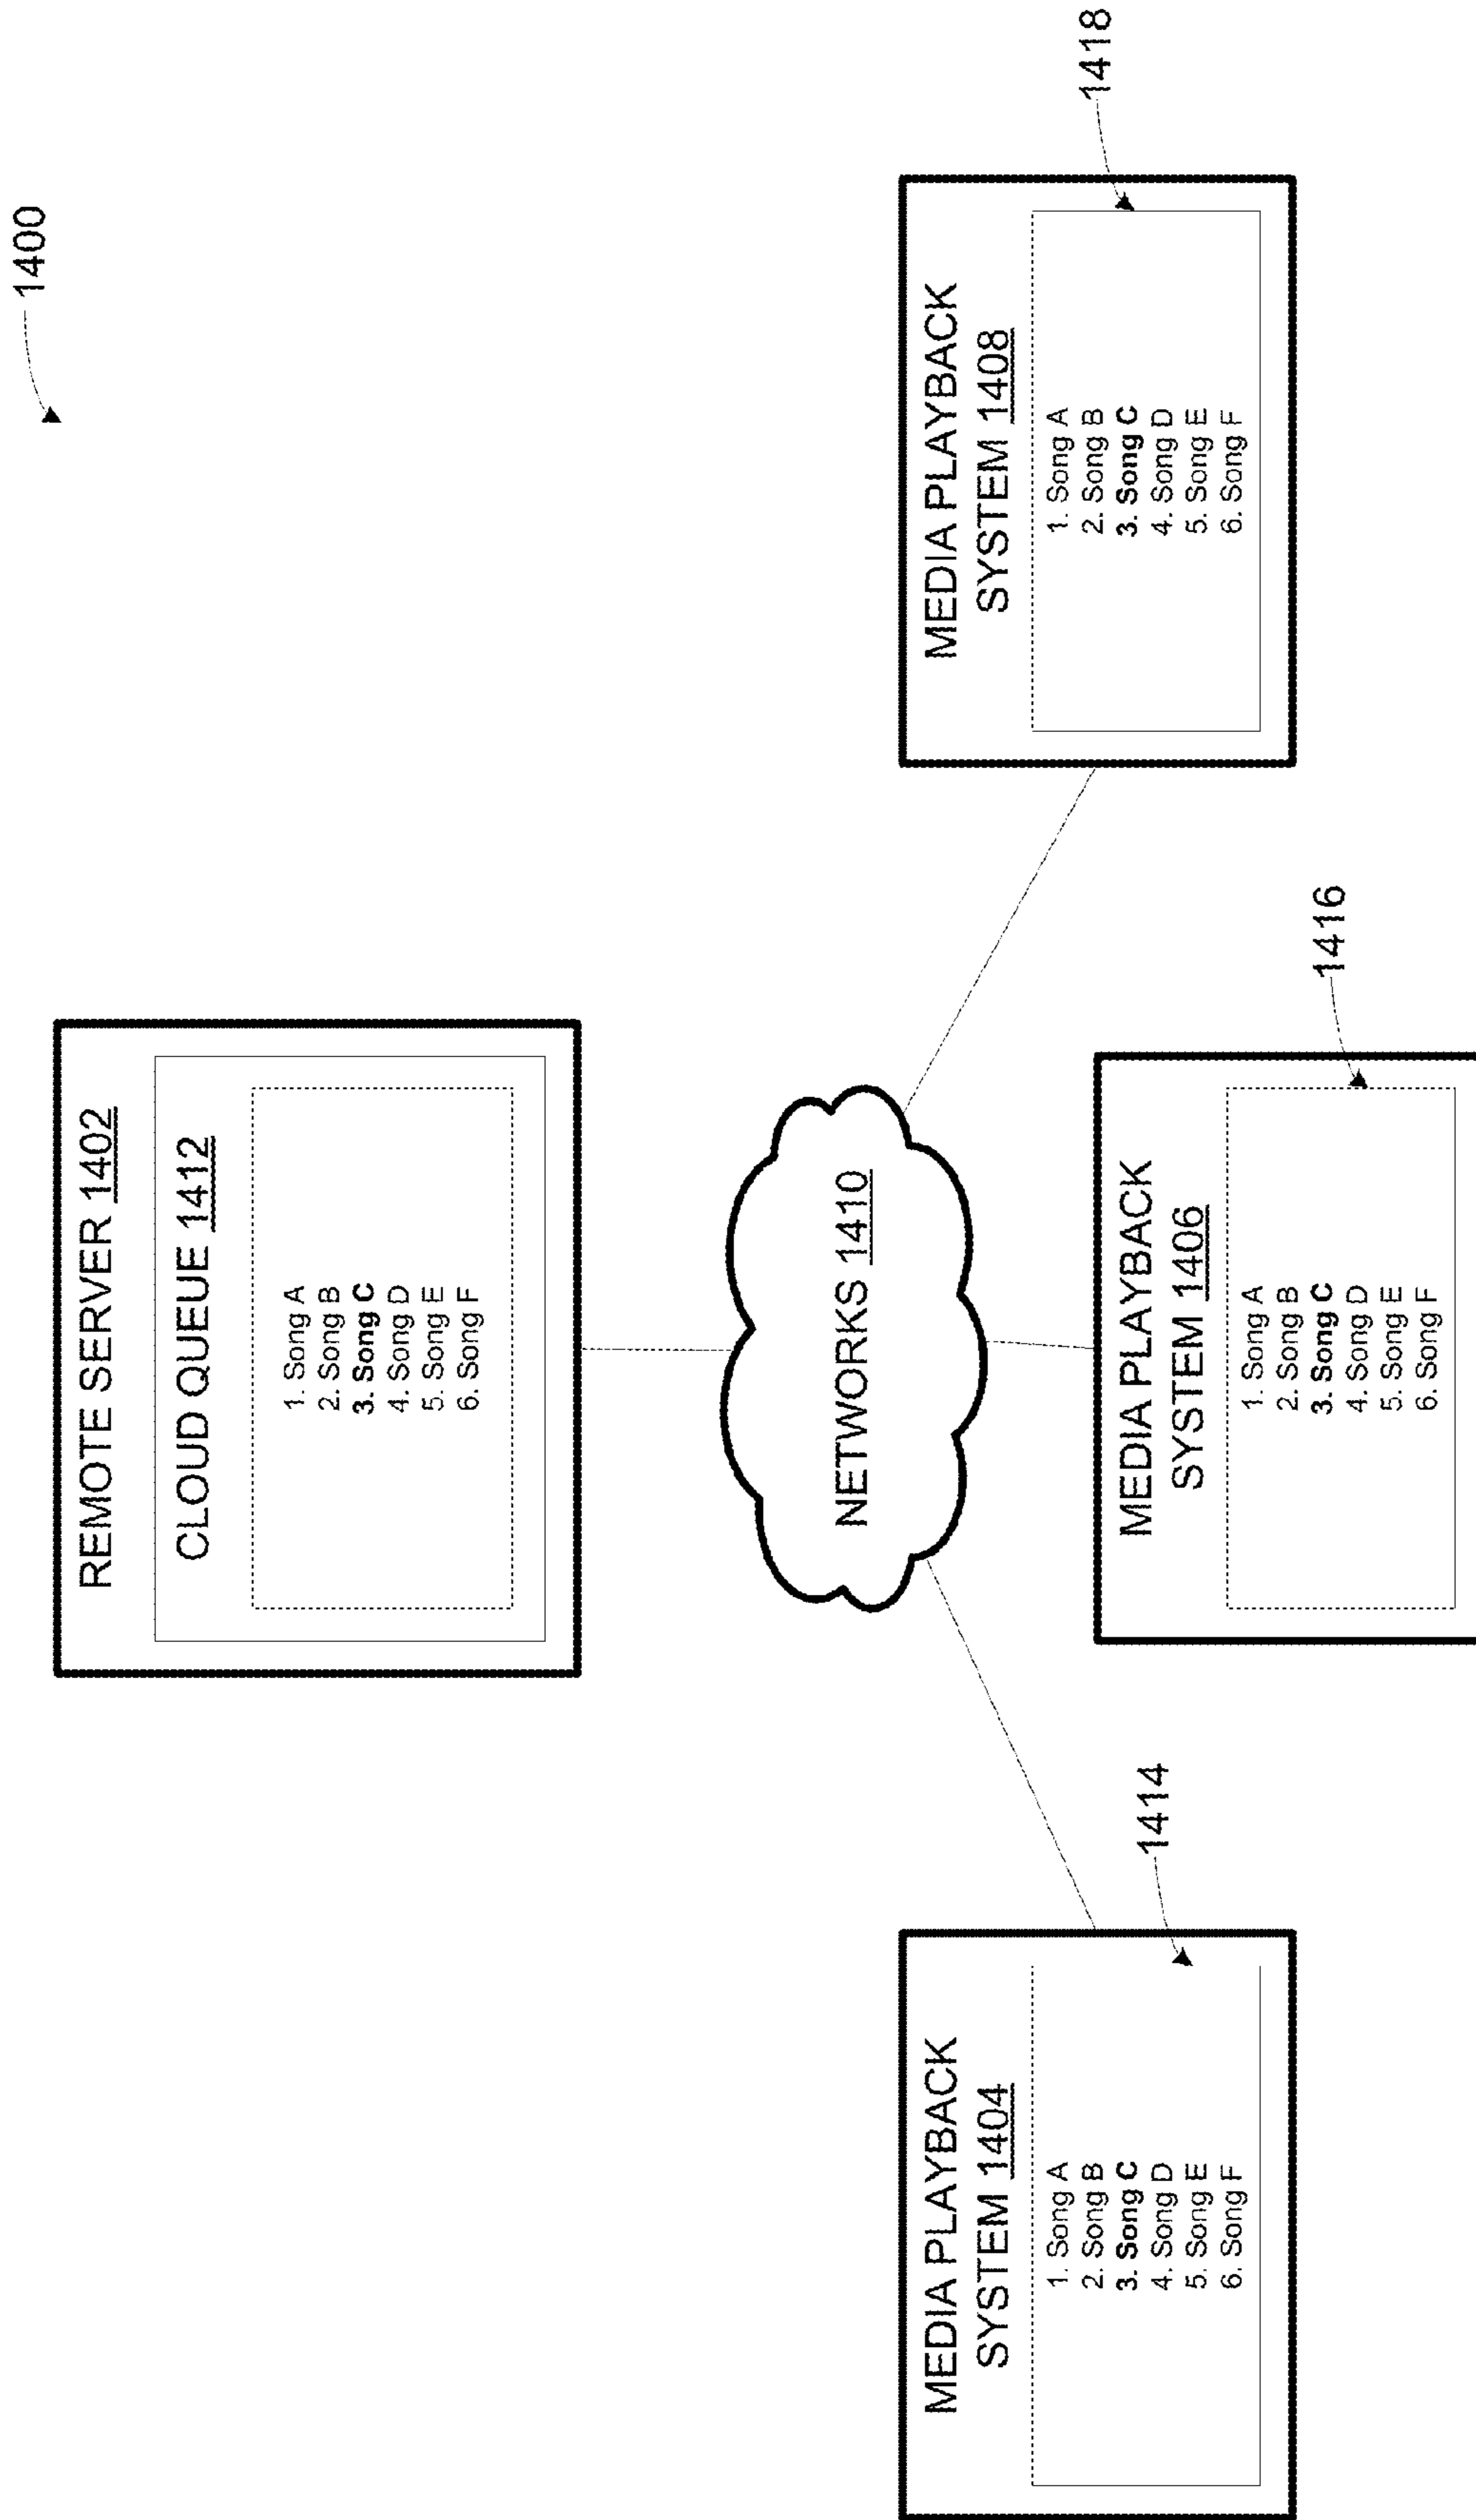 1400
REMOTE SERVER 1402
CLOUD QUEUE 1412
1. Song A
2. Song B
3. Song C
4. Song D
5. Song E
6. Song F
NETWORKS 1410
MEDIA PLAYBACK
SYSTEM 1404
1. Song A
2. Song B
3. Song C
4. Song D
5. Song E
6. Song F
1414
MEDIA PLAYBACK
SYSTEM 1406
1. Song A
2. Song B
3. Song C
4. Song D
5. Song E
6. Song F
1416
MEDIA PLAYBACK
SYSTEM 1408
1. Song A
2. Song B
3. Song C
4. Song D
5. Song E
6. Song F
1418